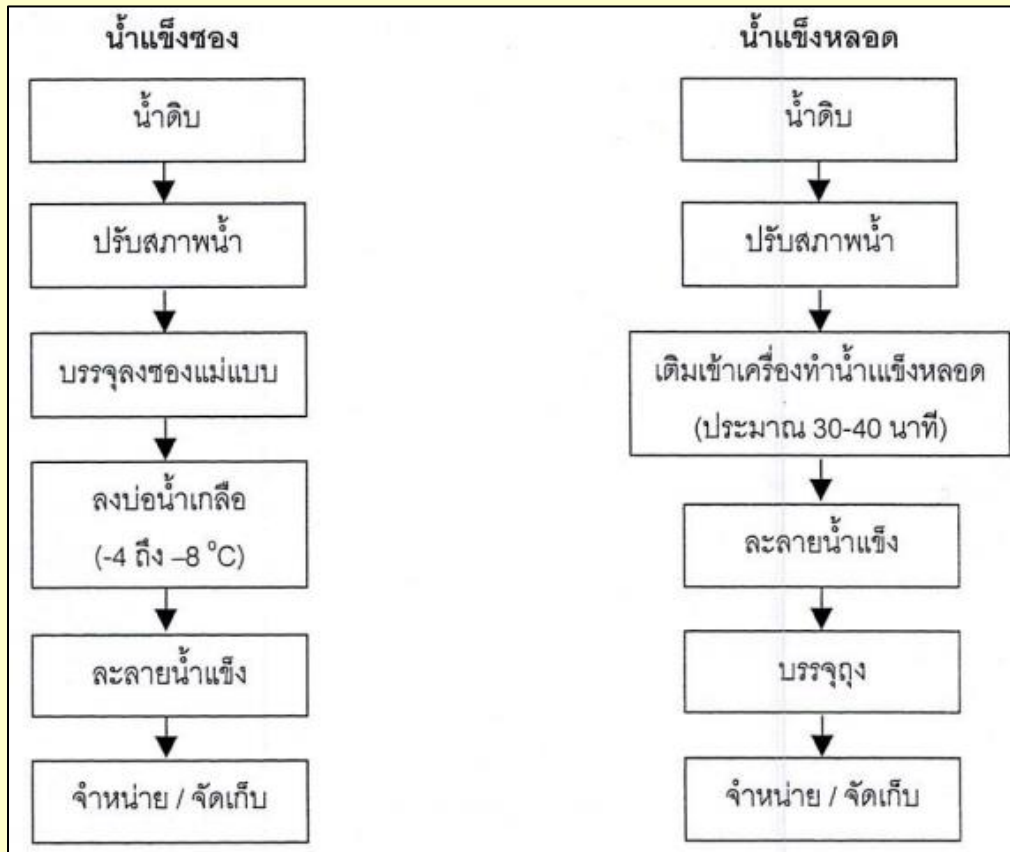 น้ำแข็งซอง
น้ำดิบ
ปรับสภาพน้ำ
บรรจุลงซองแม่แบบ
ลงบ่อน้ำเกลือ
(-4 ถึง –8 °C)
ละลายน้ำแข็ง
จำหน่าย / จัดเก็บ
น้ำแข็งหลอด
น้ำดิบ
ปรับสภาพน้ำ
เติมเข้าเครื่องทำน้ำแข็งหลอด
(ประมาณ 30-40 นาที)
ละลายน้ำแข็ง
บรรจุถุง
จำหน่าย / จัดเก็บ